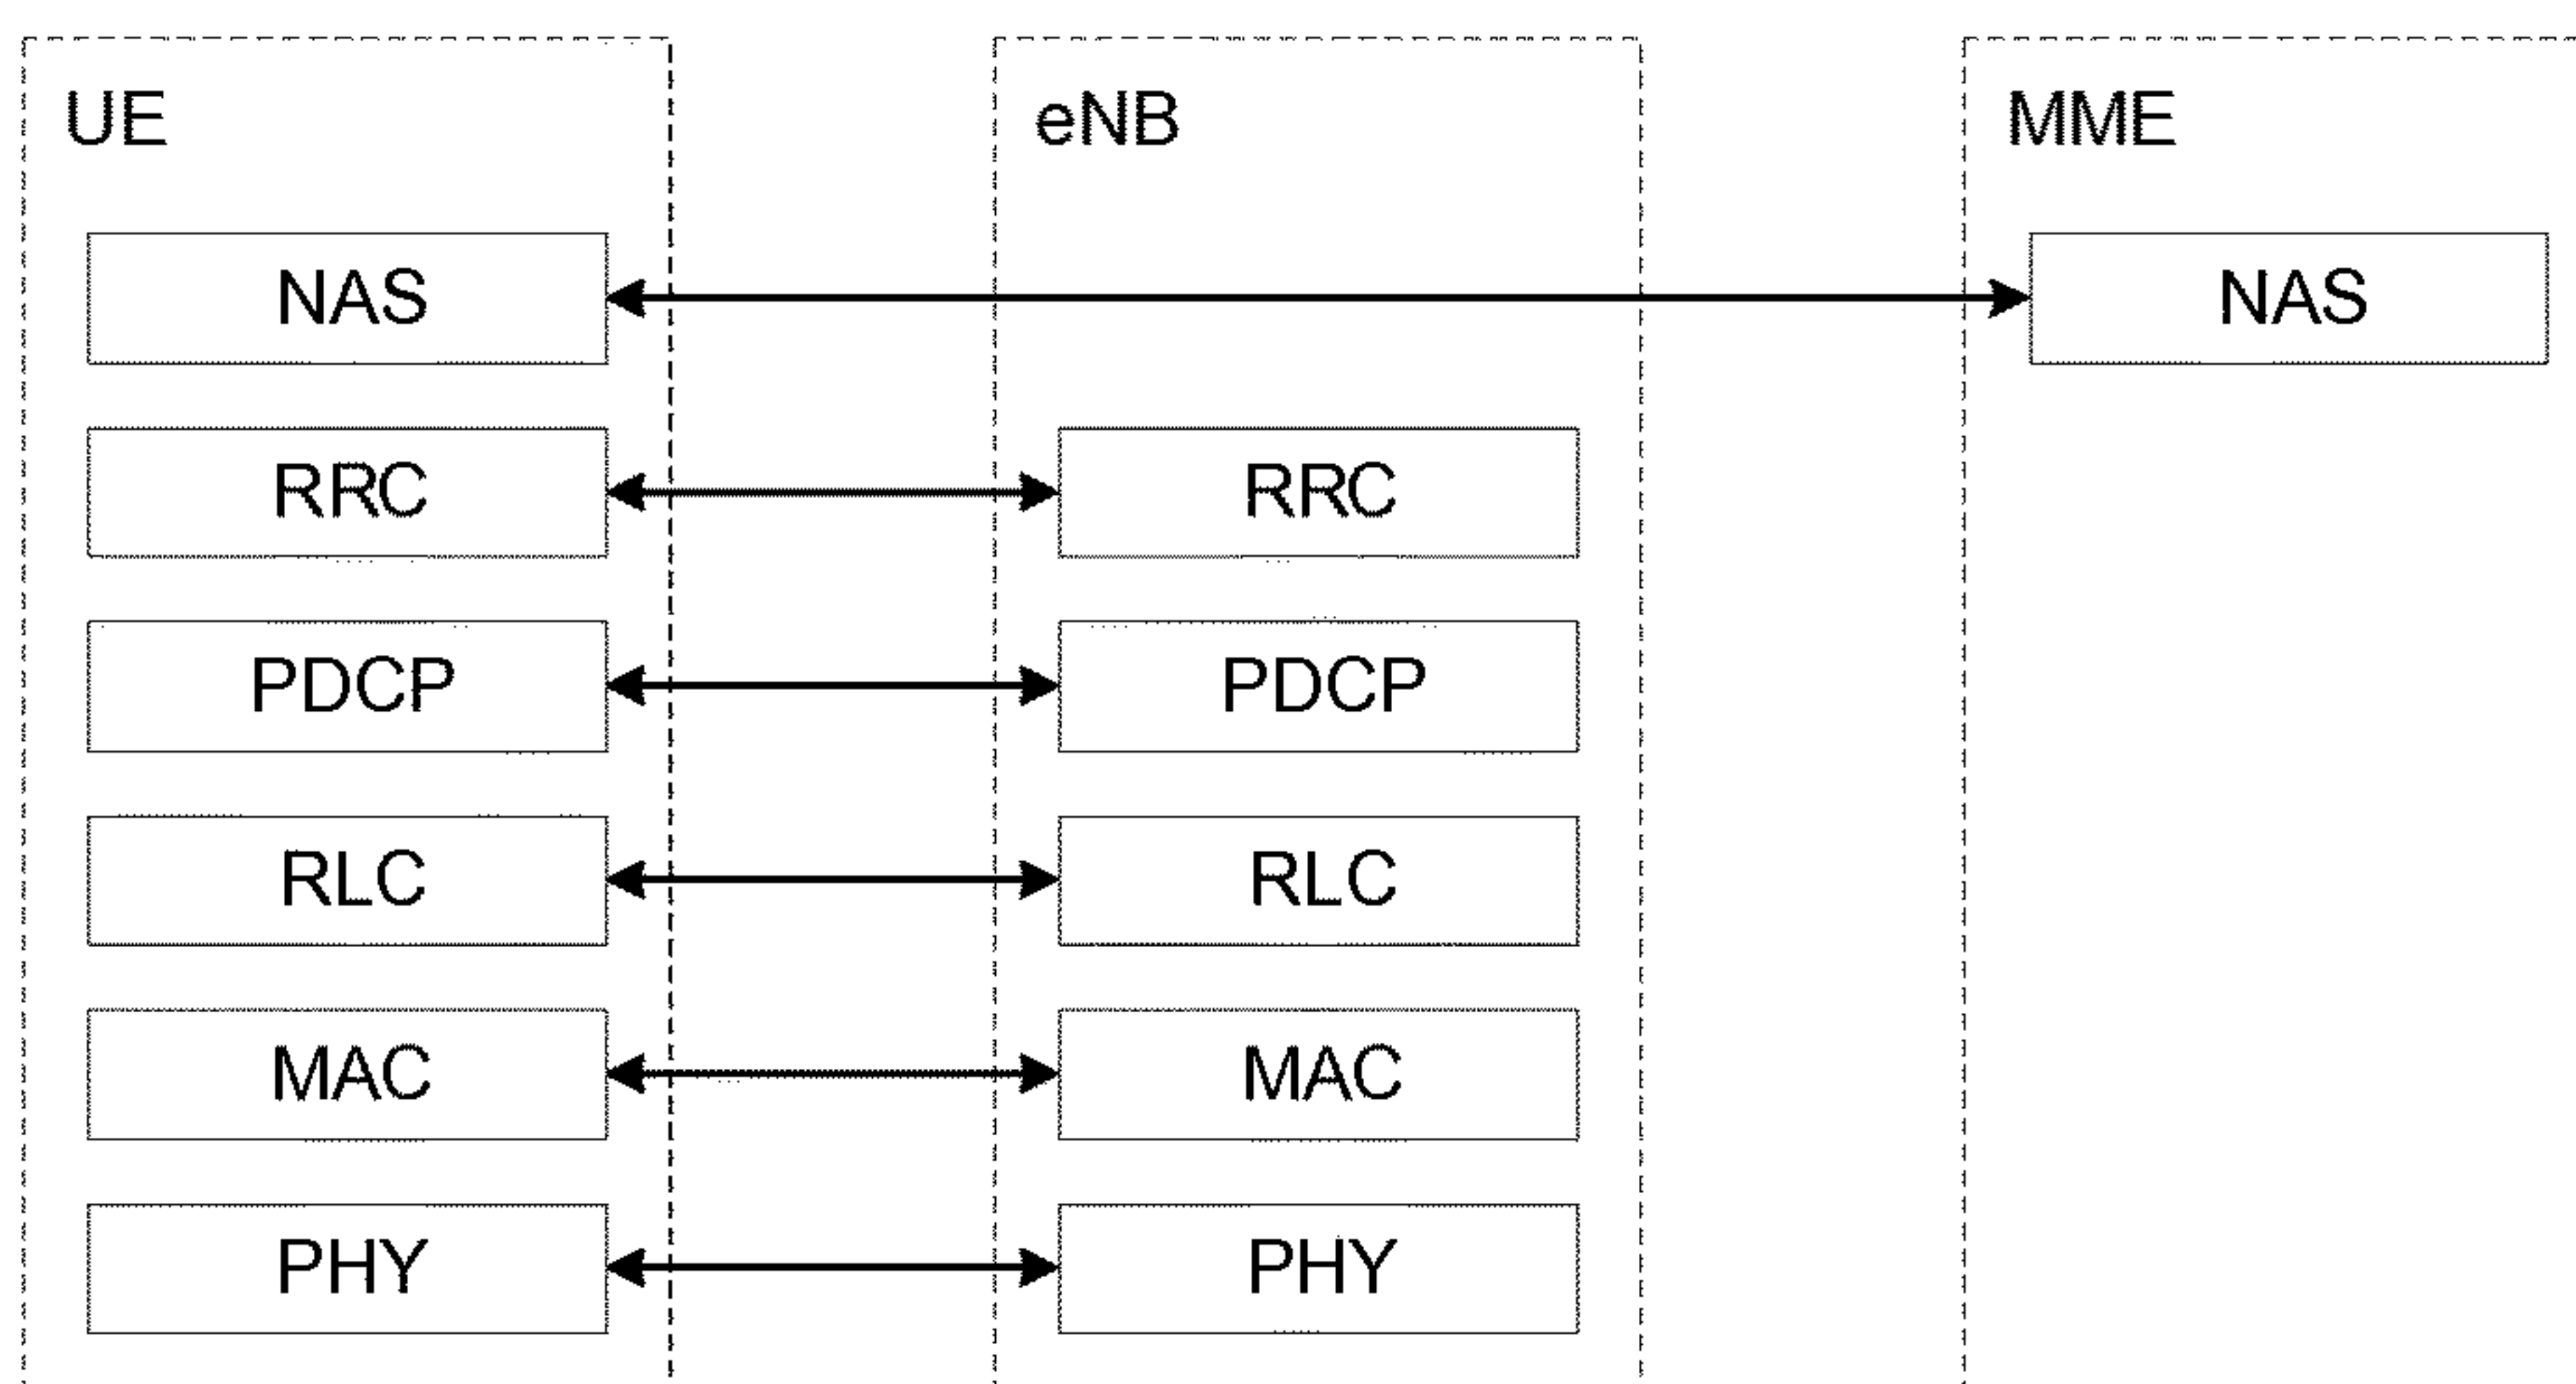 UE eNB MME
NAS NAS
RRC RRC
PDCP PDCP
RLC RLC
MAC MAC
PHY PHY